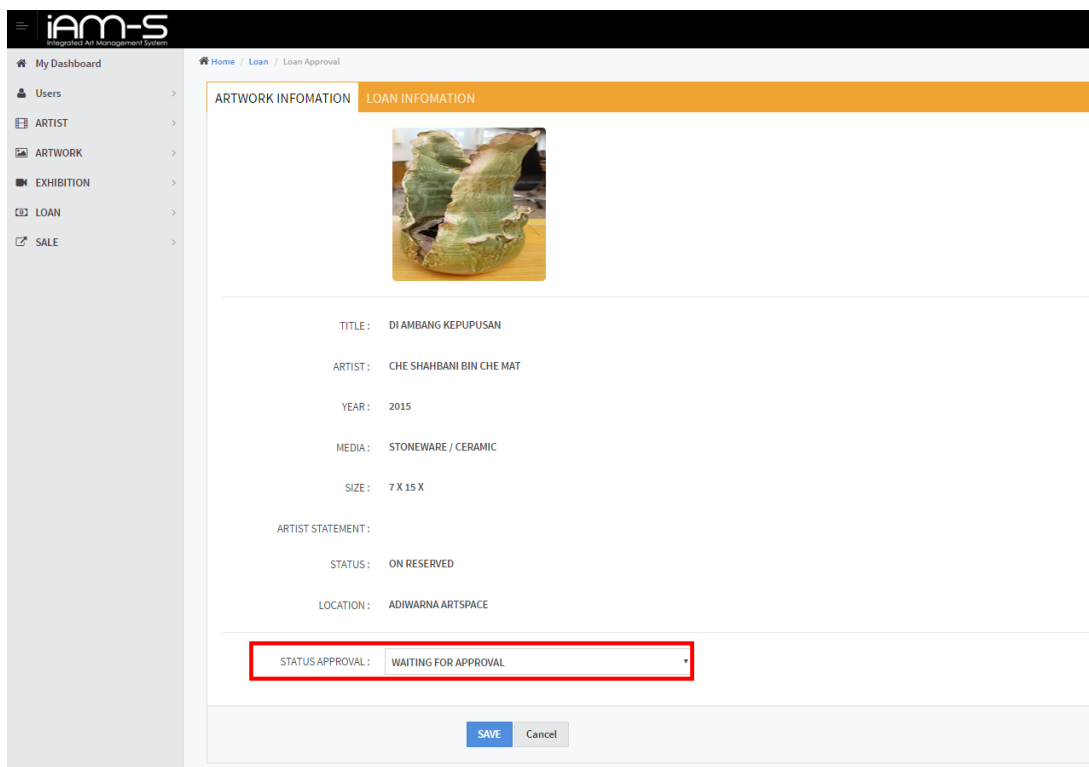 iAM-S
Integrated Art Management System
My Dashboard
Users
ARTIST
ARTWORK
EXHIBITION
LOAN
SALE
Home / Loan / Loan Approval
ARTWORK INFOMATION LOAN INFOMATION
TITLE : DI AMBANG KEPUPUSAN
ARTIST : CHE SHAHBANI BIN CHE MAT
YEAR : 2015
MEDIA : STONEWARE / CERAMIC
SIZE : 7 X 15 X
ARTIST STATEMENT :
STATUS : ON RESERVED
LOCATION : ADIWARNA ARTSPACE
STATUS APPROVAL : WAITING FOR APPROVAL
SAVE Cancel